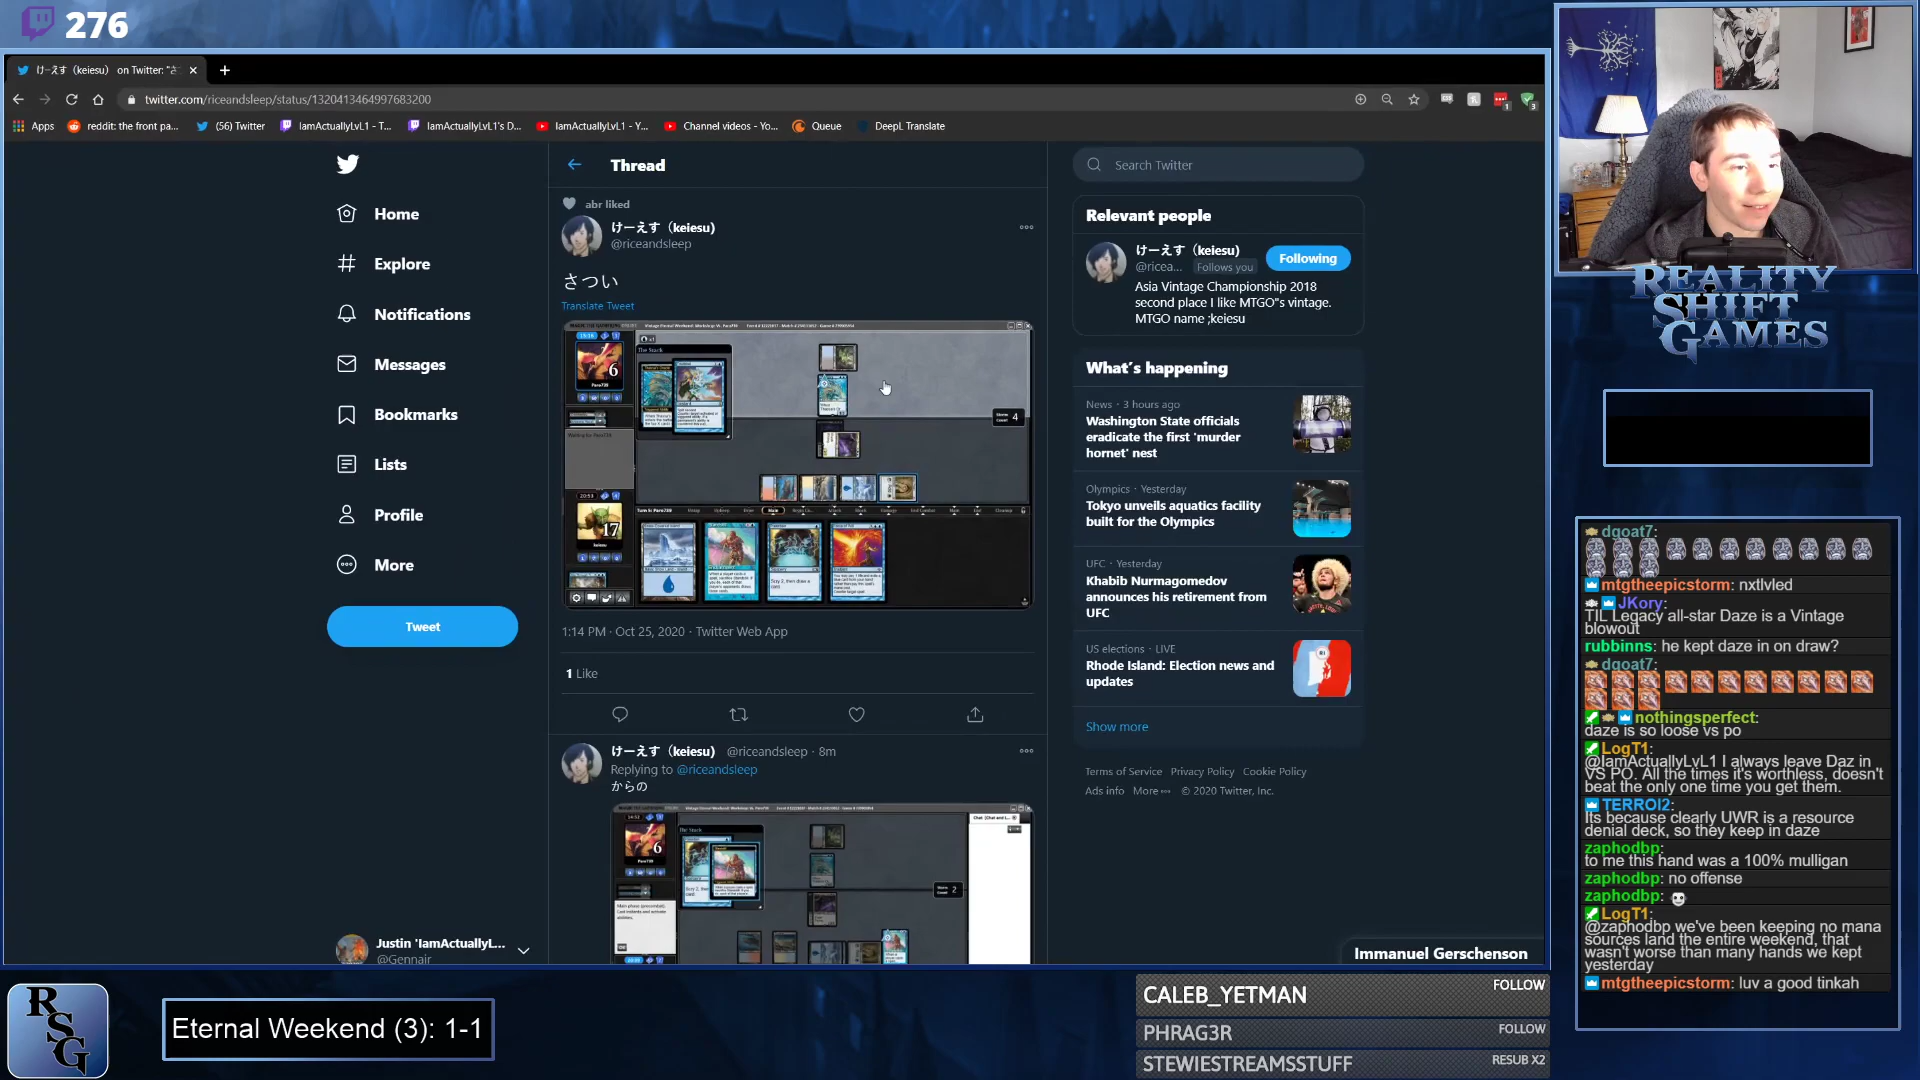 276
けーえす（keiesu） on Twitter: "さ
twitter.com/riceandsleep/status/1320413464997683200
Apps
reddit: the front pa...
(56) Twitter
IamActuallyLvL1 - T...
IamActuallyLvL1's D...
IamActuallyLvL1 - Y...
Channel videos - Yo...
Queue
DeepL Translate
Home
Explore
Notifications
Messages
Bookmarks
Lists
Profile
More
Tweet
Justin 'IamActuallyL...
@Gennair
Thread
abr liked
けーえす（keiesu）
@riceandsleep
さつい
Translate Tweet
The Stack
6
Para739
4
17
keiesu
1:14 PM · Oct 25, 2020 · Twitter Web App
1 Like
けーえす（keiesu） @riceandsleep · 8m
Replying to @riceandsleep
からの
The Stack
6
Para739
2
Search Twitter
Relevant people
けーえす（keiesu）
@ricea... Follows you
Following
Asia Vintage Championship 2018
second place I like MTGO"s vintage.
MTGO name ;keiesu
What's happening
News · 3 hours ago
Washington State officials
eradicate the first 'murder
hornet' nest
Olympics · Yesterday
Tokyo unveils aquatics facility
built for the Olympics
UFC · Yesterday
Khabib Nurmagomedov
announces his retirement from
UFC
US elections · LIVE
Rhode Island: Election news and
updates
Show more
Terms of Service Privacy Policy Cookie Policy
Ads info More ··· © 2020 Twitter, Inc.
Immanuel Gerschenson
REALITY
SHIFT
GAMES
dgoat7:
mtgtheepicstorm: nxtlvled
JKory:
TIL Legacy all-star Daze is a Vintage
blowout
rubbinns: he kept daze in on draw?
dgoat7:
nothingsperfect:
daze is so loose vs po
LogT1:
@IamActuallyLvL1 I always leave Daz in
VS PO. All the times it's worthless, doesn't
beat the only one time you get them.
TERROI2:
Its because clearly UWR is a resource
denial deck, so they keep in daze
zaphodbp:
to me this hand was a 100% mulligan
zaphodbp: no offense
zaphodbp:
LogT1:
@zaphodbp we've been keeping no mana
sources land the entire weekend, that
wasn't worse than many hands we kept
yesterday
mtgtheepicstorm: luv a good tinkah
RSG
Eternal Weekend (3): 1-1
CALEB_YETMAN FOLLOW
PHRAG3R FOLLOW
STEWIESTREAMSSTUFF RESUB X2